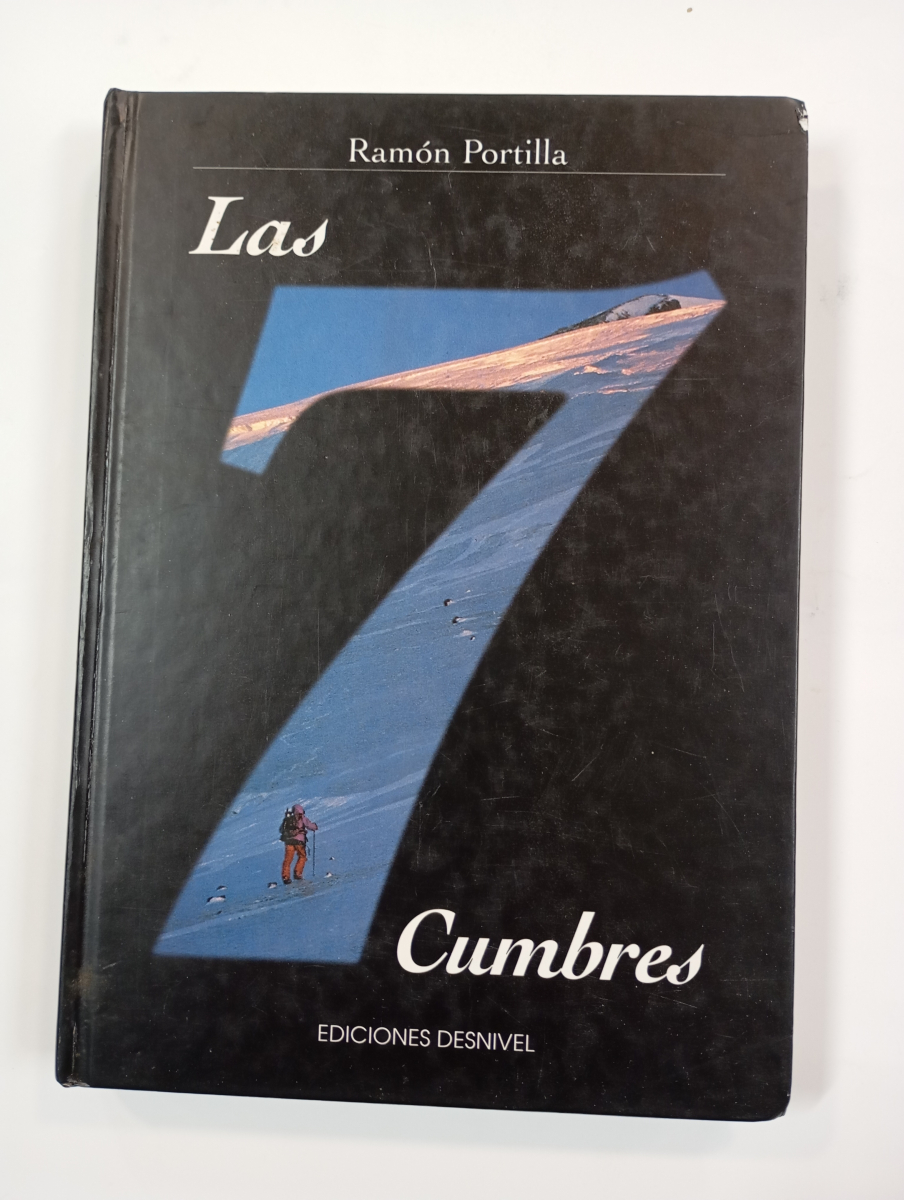 Ramón Portilla
Las
7
Cumbres
EDICIONES DESNIVEL